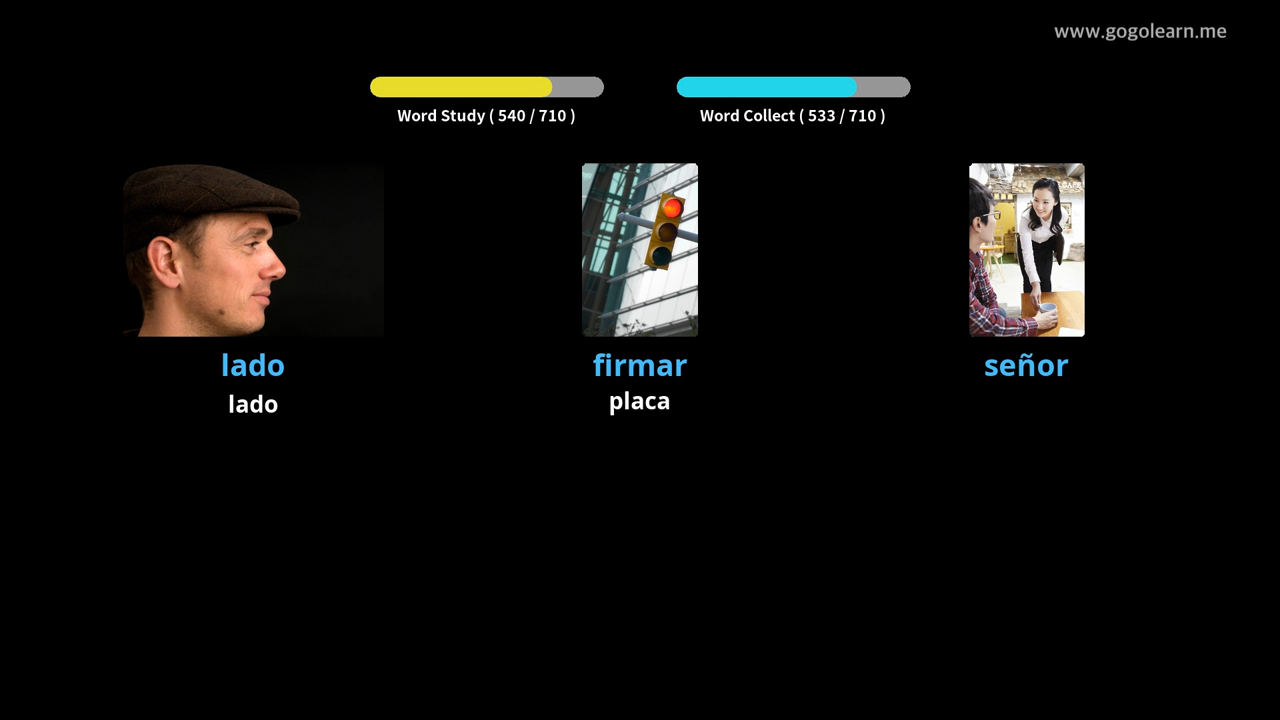 www.gogolearn.me
Word Study ( 540 / 710 )
Word Collect ( 533 / 710 )
lado
firmar
señor
lado
placa